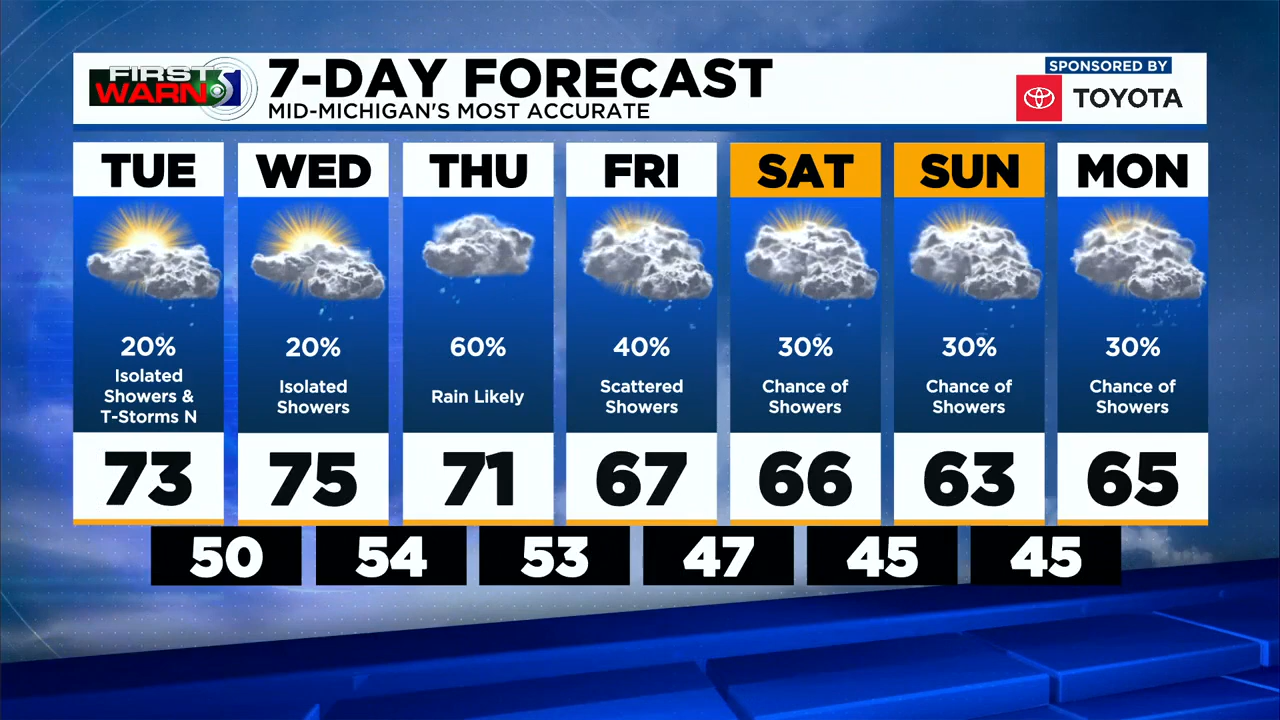 FIRST
WARN 5
7-DAY FORECAST
MID-MICHIGAN'S MOST ACCURATE
SPONSORED BY
TOYOTA
TUE
20%
Isolated
Showers &
T-Storms N
73
WED
20%
Isolated
Showers
75
THU
60%
Rain Likely
71
FRI
40%
Scattered
Showers
67
SAT
30%
Chance of
Showers
66
SUN
30%
Chance of
Showers
63
MON
30%
Chance of
Showers
65
50
54
53
47
45
45